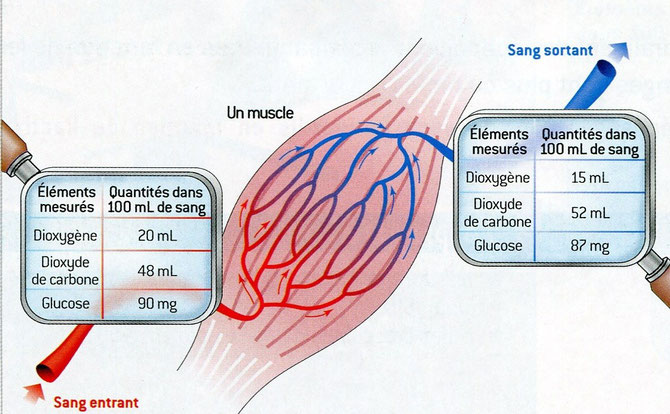 Sang sortant
Un muscle
Éléments mesurés
Quantités dans 100 mL de sang
Dioxygène
15 mL
Dioxyde de carbone
52 mL
Glucose
87 mg
Éléments mesurés
Quantités dans 100 mL de sang
Dioxygène
20 mL
Dioxyde de carbone
48 mL
Glucose
90 mg
Sang entrant